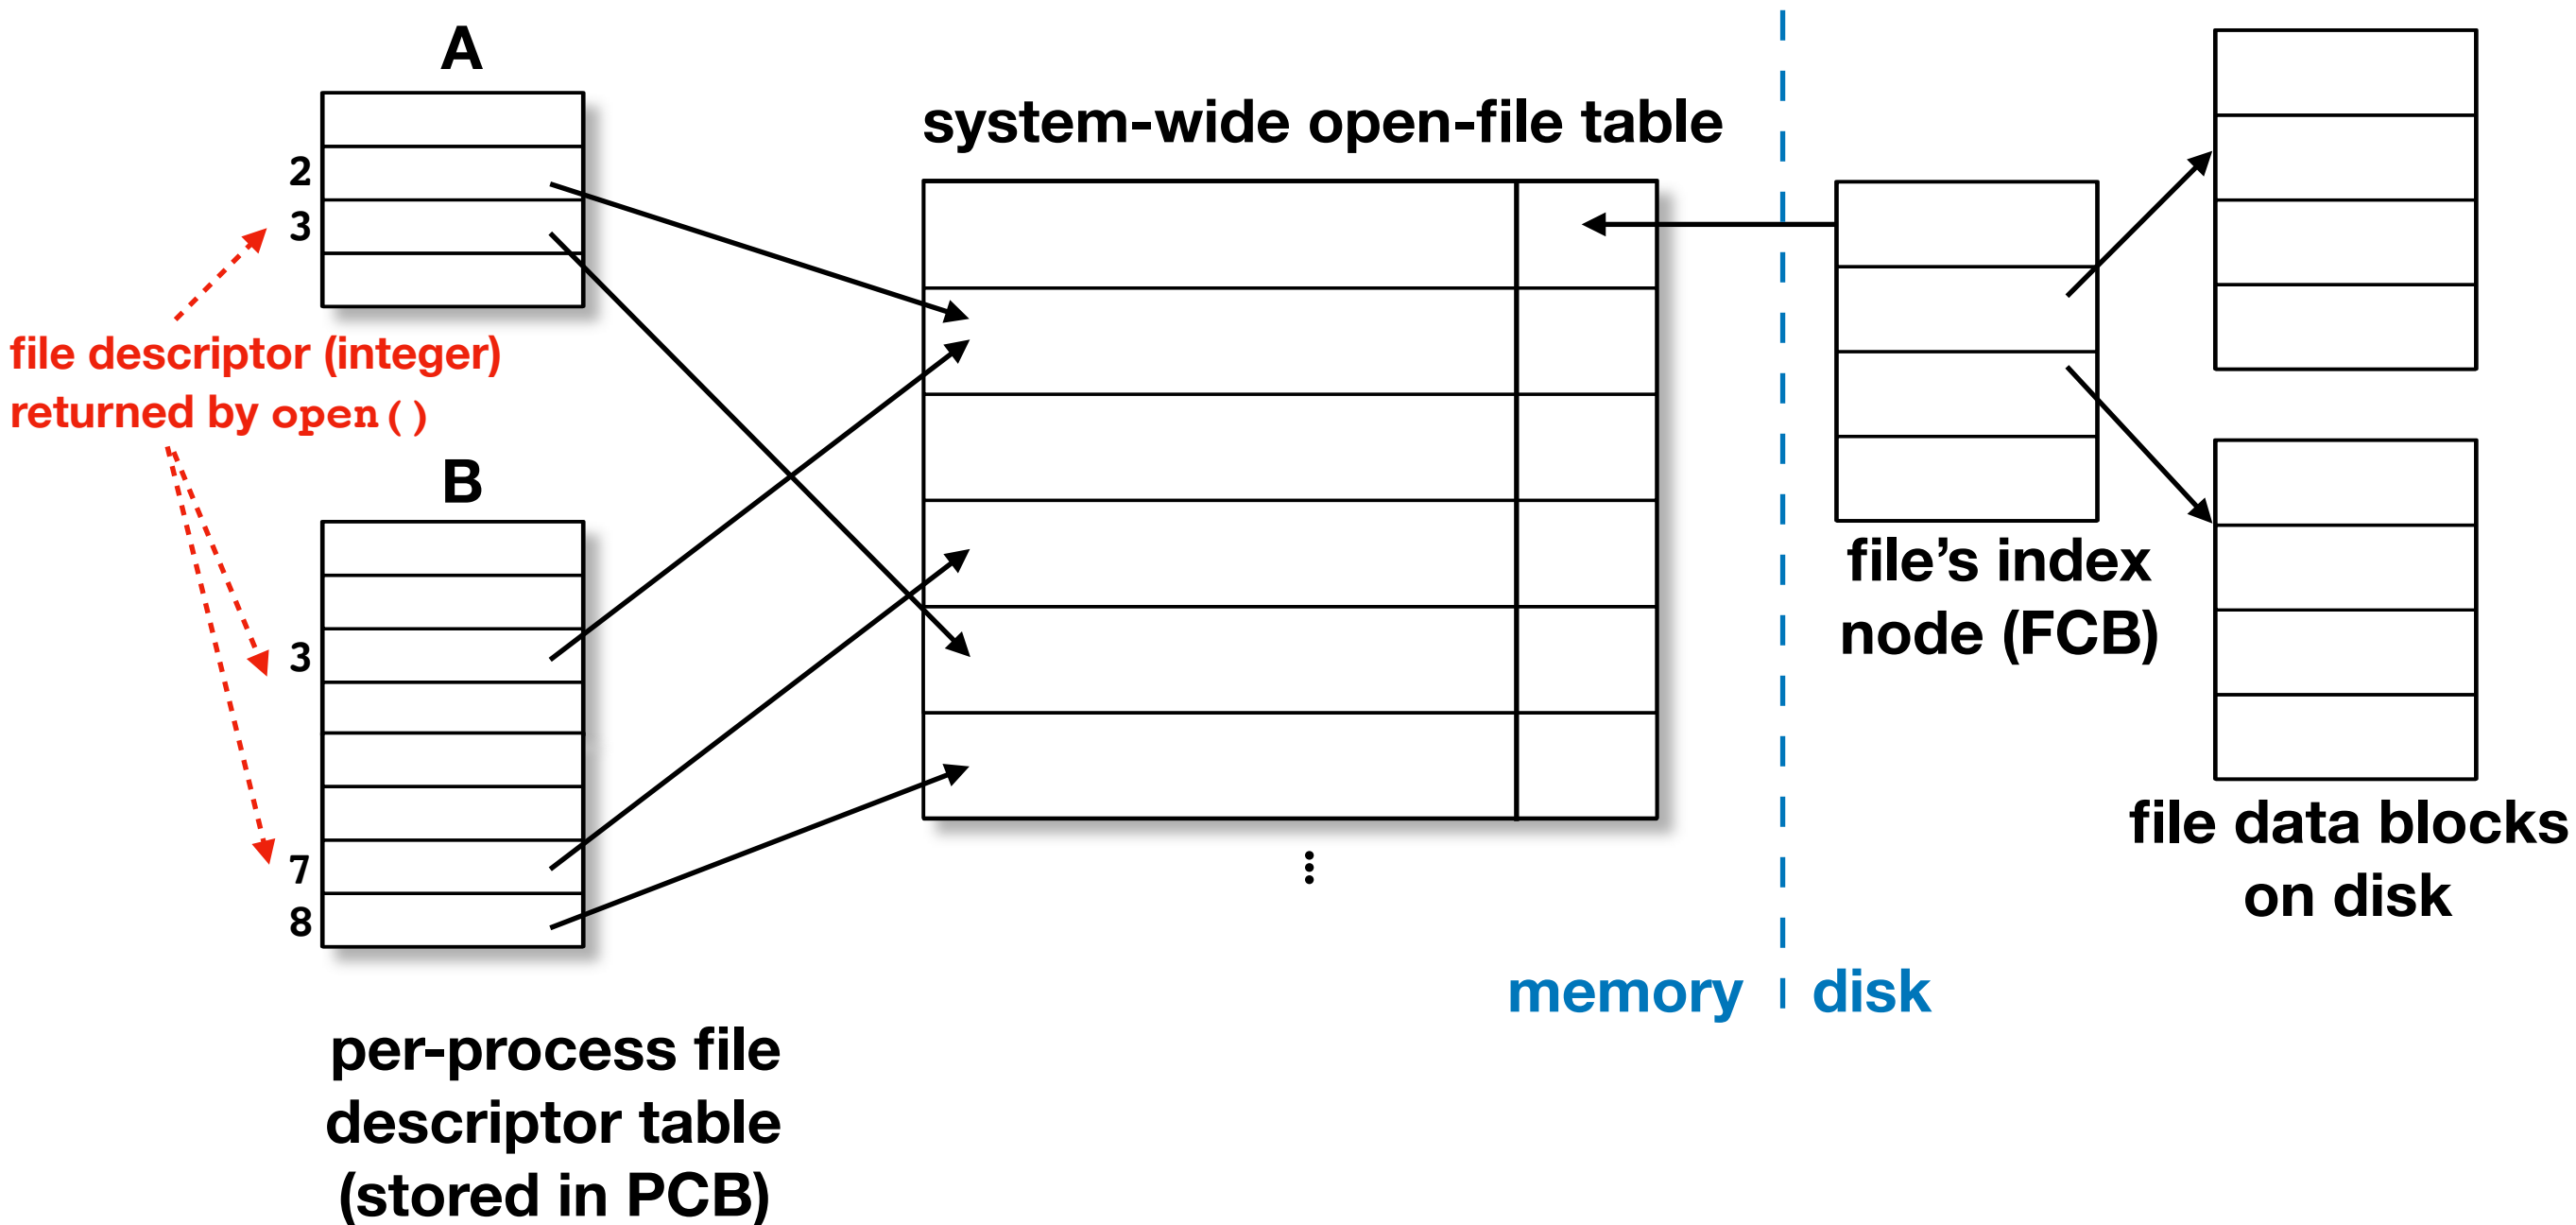 A
2
3
file descriptor (integer)
returned by open()
B
3
7
8
per-process file
descriptor table
(stored in PCB)
system-wide open-file table
⋮
memory
disk
file’s index
node (FCB)
file data blocks
on disk